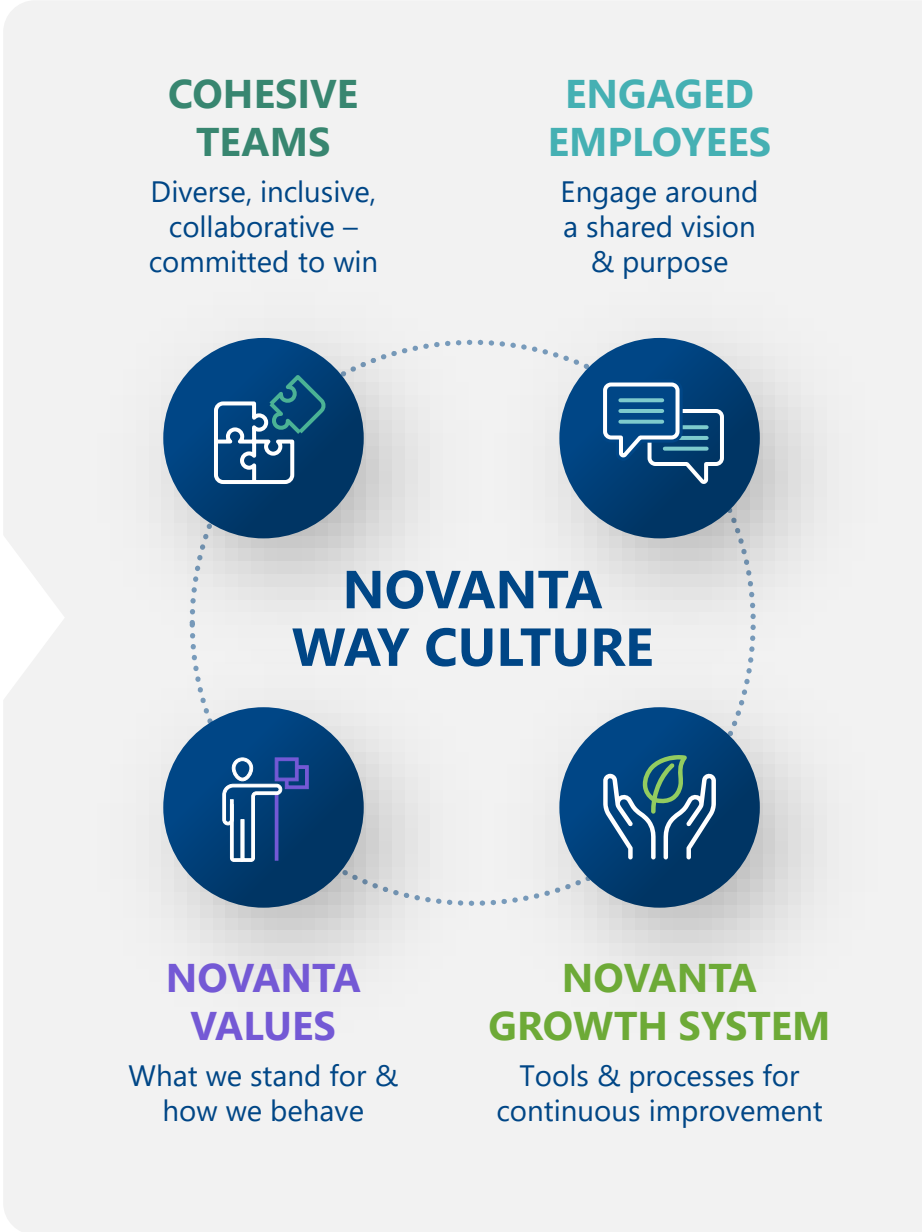 COHESIVE
TEAMS
Diverse, inclusive,
collaborative –
committed to win
ENGAGED
EMPLOYEES
Engage around
a shared vision
& purpose
NOVANTA
WAY CULTURE
NOVANTA
VALUES
What we stand for &
how we behave
NOVANTA
GROWTH SYSTEM
Tools & processes for
continuous improvement